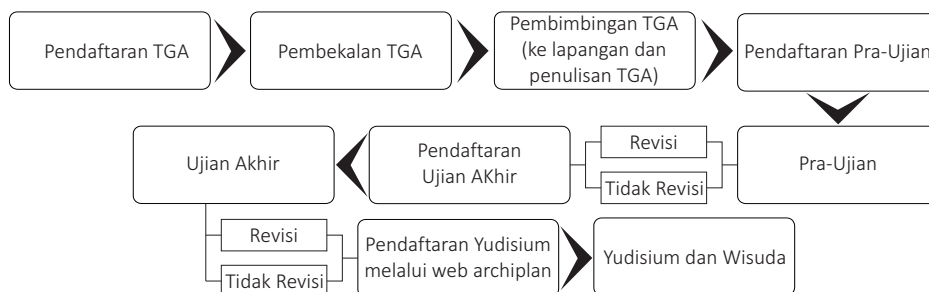 Pendaftaran TGA
Pembekalan TGA
Pembimbingan TGA
(ke lapangan dan
penulisan TGA)
Pendaftaran Pra-Ujian
Pra-Ujian
Revisi
Tidak Revisi
Pendaftaran
Ujian AKhir
Ujian Akhir
Revisi
Tidak Revisi
Pendaftaran Yudisium
melalui web archiplan
Yudisium dan Wisuda